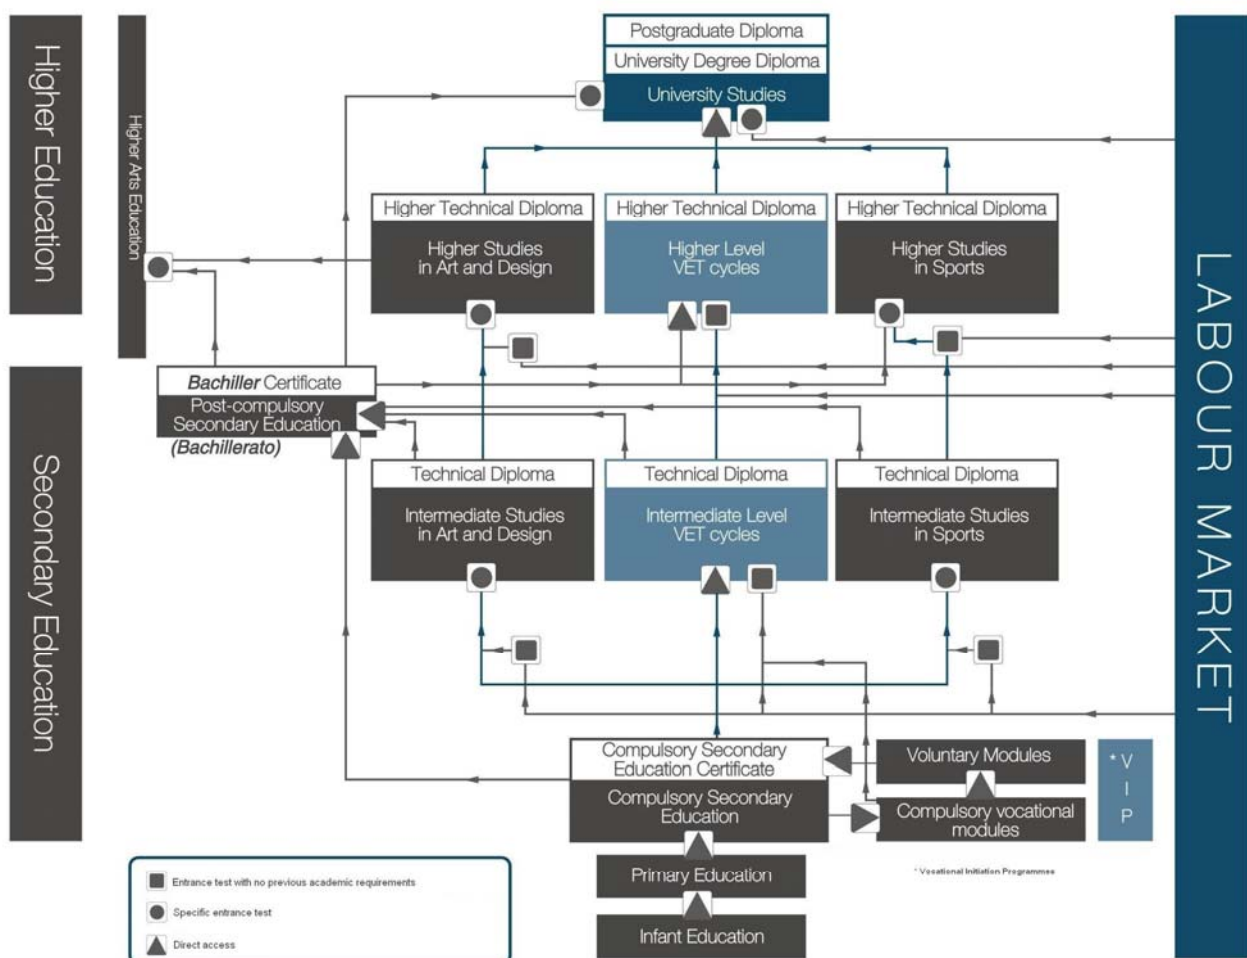 Higher Education
Higher Arts Education
Postgraduate Diploma
University Degree Diploma
University Studies
Higher Technical Diploma
Higher Studies
in Art and Design
Higher Technical Diploma
Higher Level
VET cycles
Higher Technical Diploma
Higher Studies
in Sports
LABOUR MARKET
Secondary Education
Bachiller Certificate
Post-compulsory
Secondary Education
(Bachillerato)
Technical Diploma
Intermediate Studies
in Art and Design
Technical Diploma
Intermediate Level
VET cycles
Technical Diploma
Intermediate Studies
in Sports
Compulsory Secondary
Education Certificate
Compulsory Secondary
Education
Voluntary Modules
Compulsory vocational
modules
* V
I
P
Primary Education
Infant Education
* Vocational Initiation Programmes
Entrance test with no previous academic requirements
Specific entrance test
Direct access